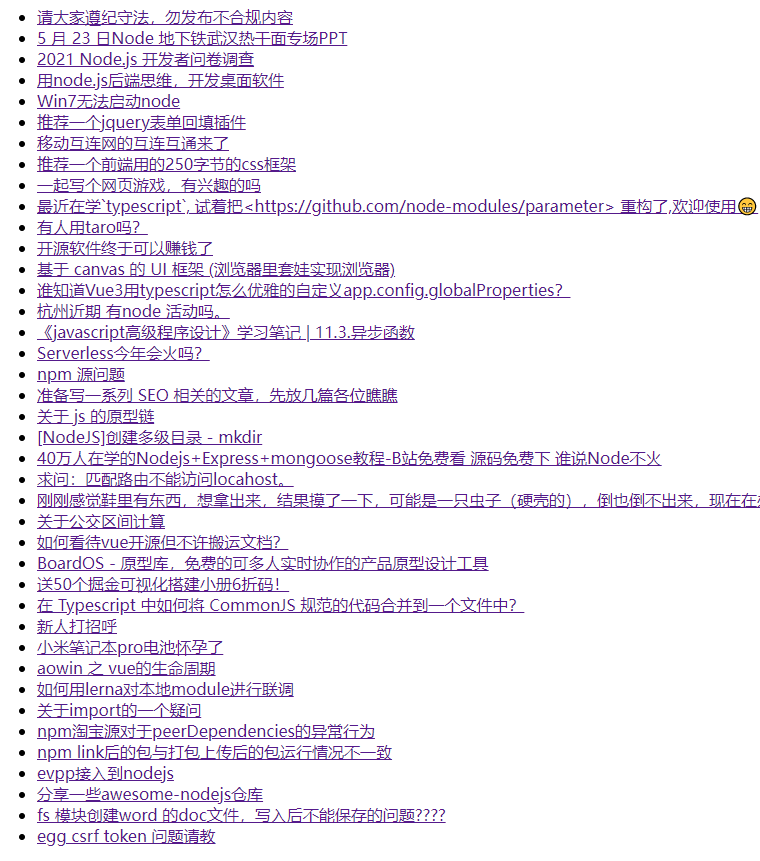 请大家遵纪守法，勿发布不合规内容
5 月 23 日Node 地下铁武汉热干面专场PPT
2021 Node.js 开发者问卷调查
用node.js后端思维，开发桌面软件
Win7无法启动node
推荐一个jquery表单回填插件
移动互连网的互连互通来了
推荐一个前端用的250字节的css框架
一起写个网页游戏，有兴趣的吗
最近在学`typescript`, 试着把<https://github.com/node-modules/parameter> 重构了,欢迎使用😁
有人用taro吗？
开源软件终于可以赚钱了
基于 canvas 的 UI 框架 (浏览器里套娃实现浏览器)
谁知道Vue3用typescript怎么优雅的自定义app.config.globalProperties？
杭州近期 有node 活动吗。
《javascript高级程序设计》学习笔记 | 11.3.异步函数
Serverless今年会火吗？
npm 源问题
准备写一系列 SEO 相关的文章，先放几篇各位瞧瞧
关于 js 的原型链
[NodeJS]创建多级目录 - mkdir
40万人在学的Nodejs+Express+mongoose教程-B站免费看 源码免费下 谁说Node不火
求问：匹配路由不能访问locahost。
刚刚感觉鞋里有东西，想拿出来，结果摸了一下，可能是一只虫子（硬壳的），倒也倒不出来，现在在
关于公交区间计算
如何看待vue开源但不许搬运文档？
BoardOS - 原型库，免费的可多人实时协作的产品原型设计工具
送50个掘金可视化搭建小册6折码！
在 Typescript 中如何将 CommonJS 规范的代码合并到一个文件中？
新人打招呼
小米笔记本pro电池怀孕了
aowin 之 vue的生命周期
如何用lerna对本地module进行联调
关于import的一个疑问
npm淘宝源对于peerDependencies的异常行为
npm link后的包与打包上传后的包运行情况不一致
evpp接入到nodejs
分享一些awesome-nodejs仓库
fs 模块创建word 的doc文件，写入后不能保存的问题????
egg csrf token 问题请教